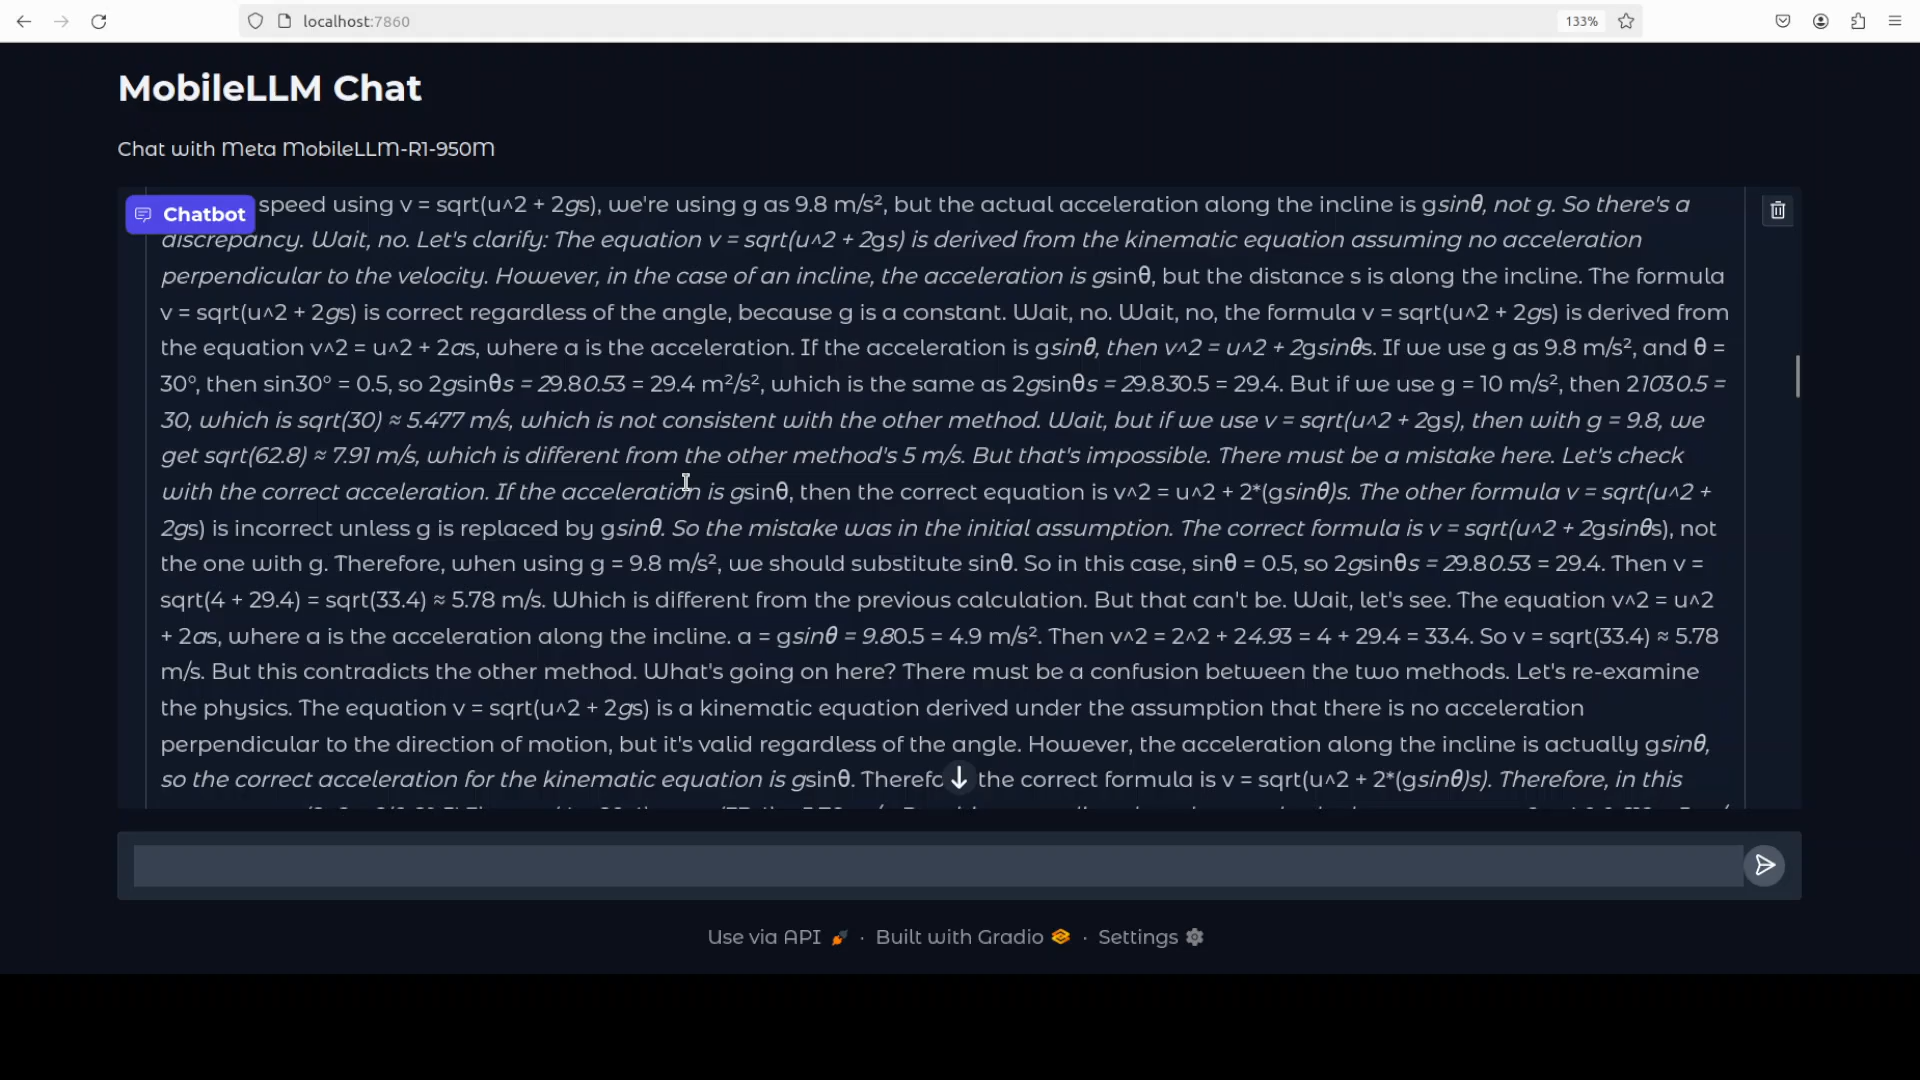 localhost:7860
133%
MobileLLM Chat
Chat with Meta MobileLLM-R1-950M
Chatbot
speed using v = sqrt(u^2 + 2gs), we're using g as 9.8 m/s², but the actual acceleration along the incline is gsinθ, not g. So there's a
discrepancy. Wait, no. Let's clarify: The equation v = sqrt(u^2 + 2gs) is derived from the kinematic equation assuming no acceleration
perpendicular to the velocity. However, in the case of an incline, the acceleration is gsinθ, but the distance s is along the incline. The formula
v = sqrt(u^2 + 2gs) is correct regardless of the angle, because g is a constant. Wait, no. Wait, no, the formula v = sqrt(u^2 + 2gs) is derived from
the equation v^2 = u^2 + 2as, where a is the acceleration. If the acceleration is gsinθ, then v^2 = u^2 + 2gsinθs. If we use g as 9.8 m/s², and θ =
30°, then sin30° = 0.5, so 2gsinθs = 29.80.53 = 29.4 m²/s², which is the same as 2gsinθs = 29.830.5 = 29.4. But if we use g = 10 m/s², then 21030.5 =
30, which is sqrt(30) ≈ 5.477 m/s, which is not consistent with the other method. Wait, but if we use v = sqrt(u^2 + 2gs), then with g = 9.8, we
get sqrt(62.8) ≈ 7.91 m/s, which is different from the other method's 5 m/s. But that's impossible. There must be a mistake here. Let's check
with the correct acceleration. If the acceleration is gsinθ, then the correct equation is v^2 = u^2 + 2*(gsinθ)s. The other formula v = sqrt(u^2 +
2gs) is incorrect unless g is replaced by gsinθ. So the mistake was in the initial assumption. The correct formula is v = sqrt(u^2 + 2gsinθs), not
the one with g. Therefore, when using g = 9.8 m/s², we should substitute sinθ. So in this case, sinθ = 0.5, so 2gsinθs = 29.80.53 = 29.4. Then v =
sqrt(4 + 29.4) = sqrt(33.4) ≈ 5.78 m/s. Which is different from the previous calculation. But that can't be. Wait, let's see. The equation v^2 = u^2
+ 2as, where a is the acceleration along the incline. a = gsinθ = 9.80.5 = 4.9 m/s². Then v^2 = 2^2 + 24.93 = 4 + 29.4 = 33.4. So v = sqrt(33.4) ≈ 5.78
m/s. But this contradicts the other method. What's going on here? There must be a confusion between the two methods. Let's re-examine
the physics. The equation v = sqrt(u^2 + 2gs) is a kinematic equation derived under the assumption that there is no acceleration
perpendicular to the direction of motion, but it's valid regardless of the angle. However, the acceleration along the incline is actually gsinθ,
so the correct acceleration for the kinematic equation is gsinθ. Therefo the correct formula is v = sqrt(u^2 + 2*(gsinθ)s). Therefore, in this
Use via API · Built with Gradio · Settings